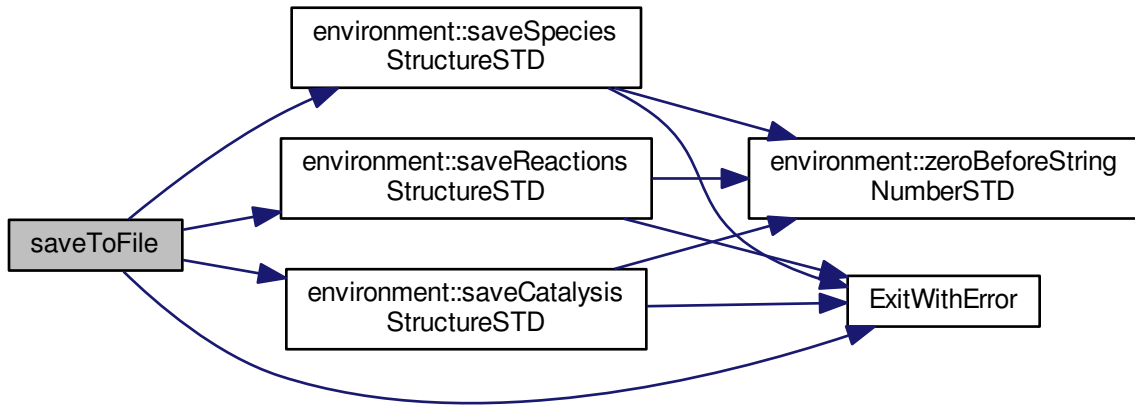 environment::saveSpecies
StructureSTD
environment::saveReactions
StructureSTD
environment::zeroBeforeString
NumberSTD
saveToFile
environment::saveCatalysis
StructureSTD
ExitWithError